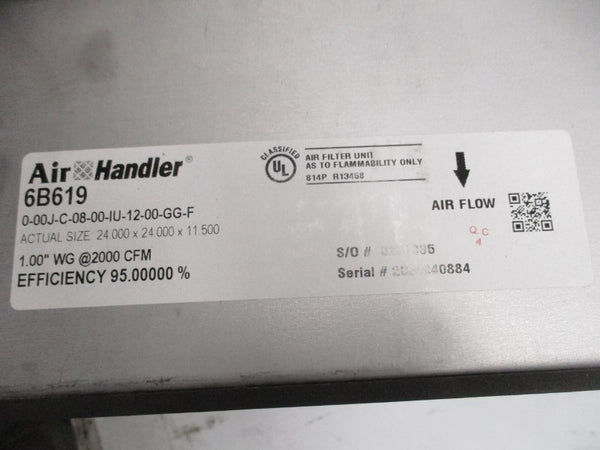 Air Handler®
6B619
0-00J-C-08-00-IU-12-00-GG-F
ACTUAL SIZE: 24.000 x 24.000 x 11.500
1.00" WG @2000 CFM
EFFICIENCY 95.00000 %
CLASSIFIED
UL
AIR FILTER UNIT
AS TO FLAMMABILITY ONLY
814P R13458
AIR FLOW
QC
4
S/O #
Serial #